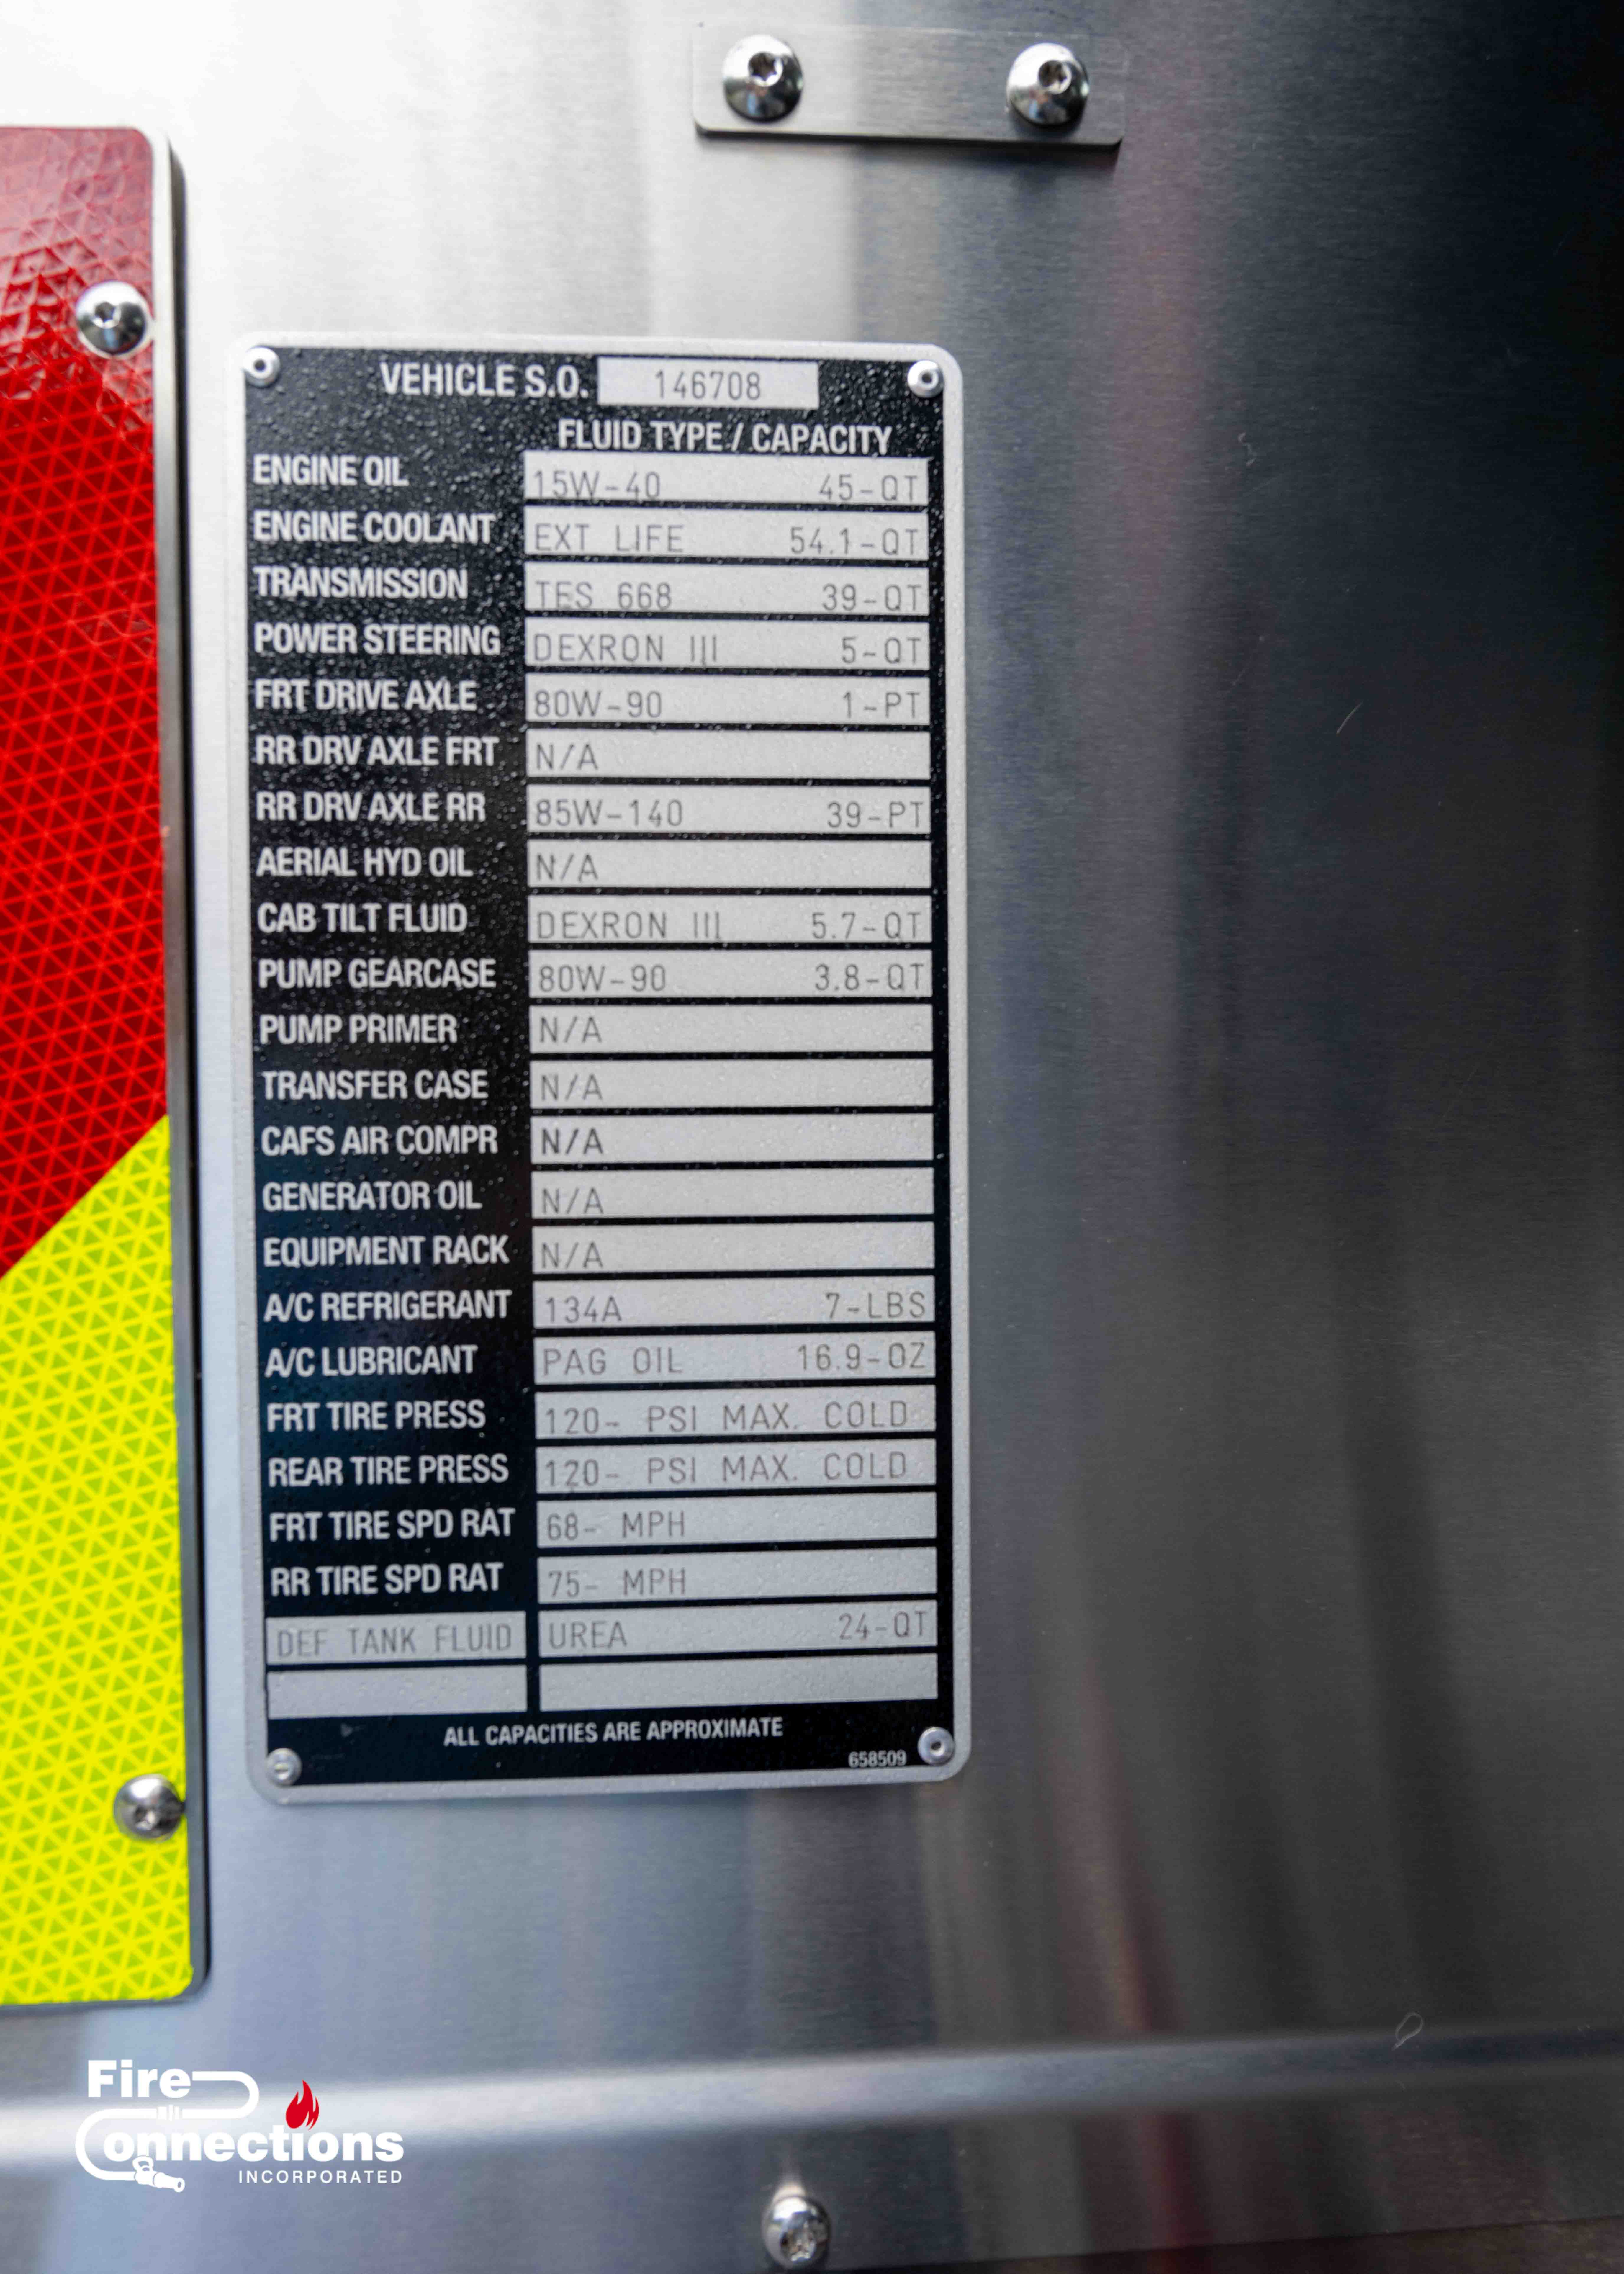 VEHICLE S.O. 146708
FLUID TYPE / CAPACITY
ENGINE OIL 15W-40 45-QT
ENGINE COOLANT EXT LIFE 54.1-QT
TRANSMISSION TES 668 39-QT
POWER STEERING DEXRON III 5-QT
FRT DRIVE AXLE 80W-90 1-PT
RR DRV AXLE FRT N/A
RR DRV AXLE RR 85W-140 39-PT
AERIAL HYD OIL N/A
CAB TILT FLUID DEXRON III 5.7-QT
PUMP GEARCASE 80W-90 3.8-QT
PUMP PRIMER N/A
TRANSFER CASE N/A
CAFS AIR COMPR N/A
GENERATOR OIL N/A
EQUIPMENT RACK N/A
A/C REFRIGERANT 134A 7-LBS
A/C LUBRICANT PAG OIL 16.9-OZ
FRT TIRE PRESS 120- PSI MAX. COLD
REAR TIRE PRESS 120- PSI MAX. COLD
FRT TIRE SPD RAT 68- MPH
RR TIRE SPD RAT 75- MPH
DEF TANK FLUID UREA 24-QT
ALL CAPACITIES ARE APPROXIMATE
658509
Fire
Connections
INCORPORATED